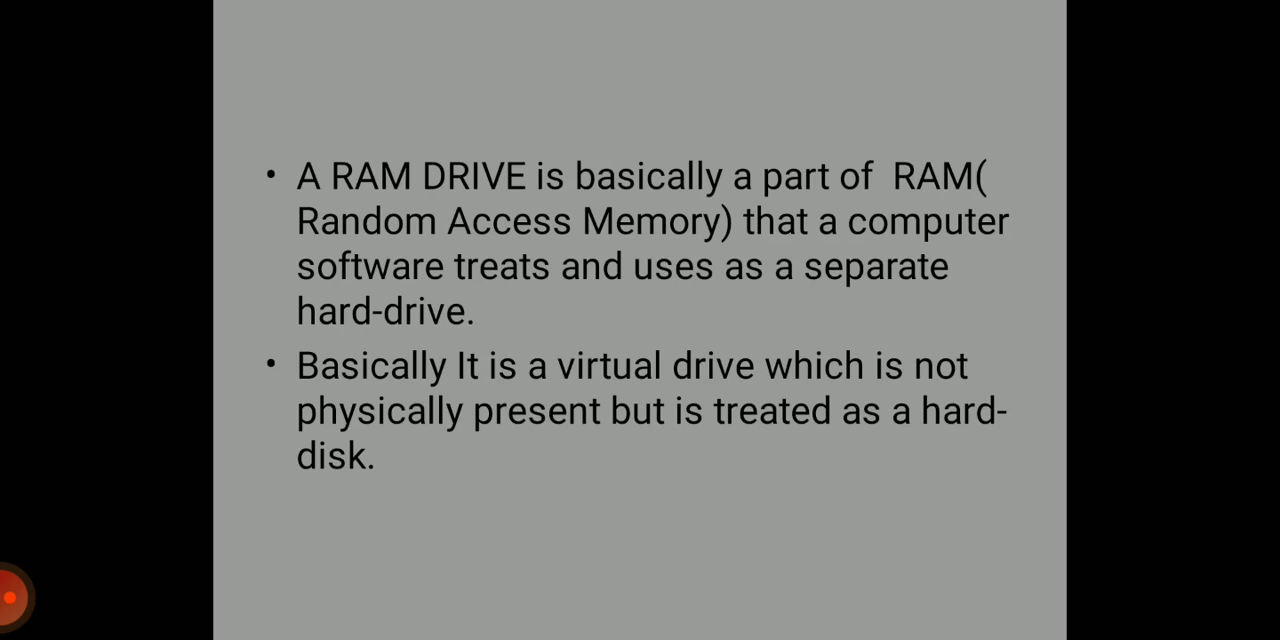 • A RAM DRIVE is basically a part of  RAM(
Random Access Memory) that a computer
software treats and uses as a separate
hard-drive.
• Basically It is a virtual drive which is not
physically present but is treated as a hard-
disk.